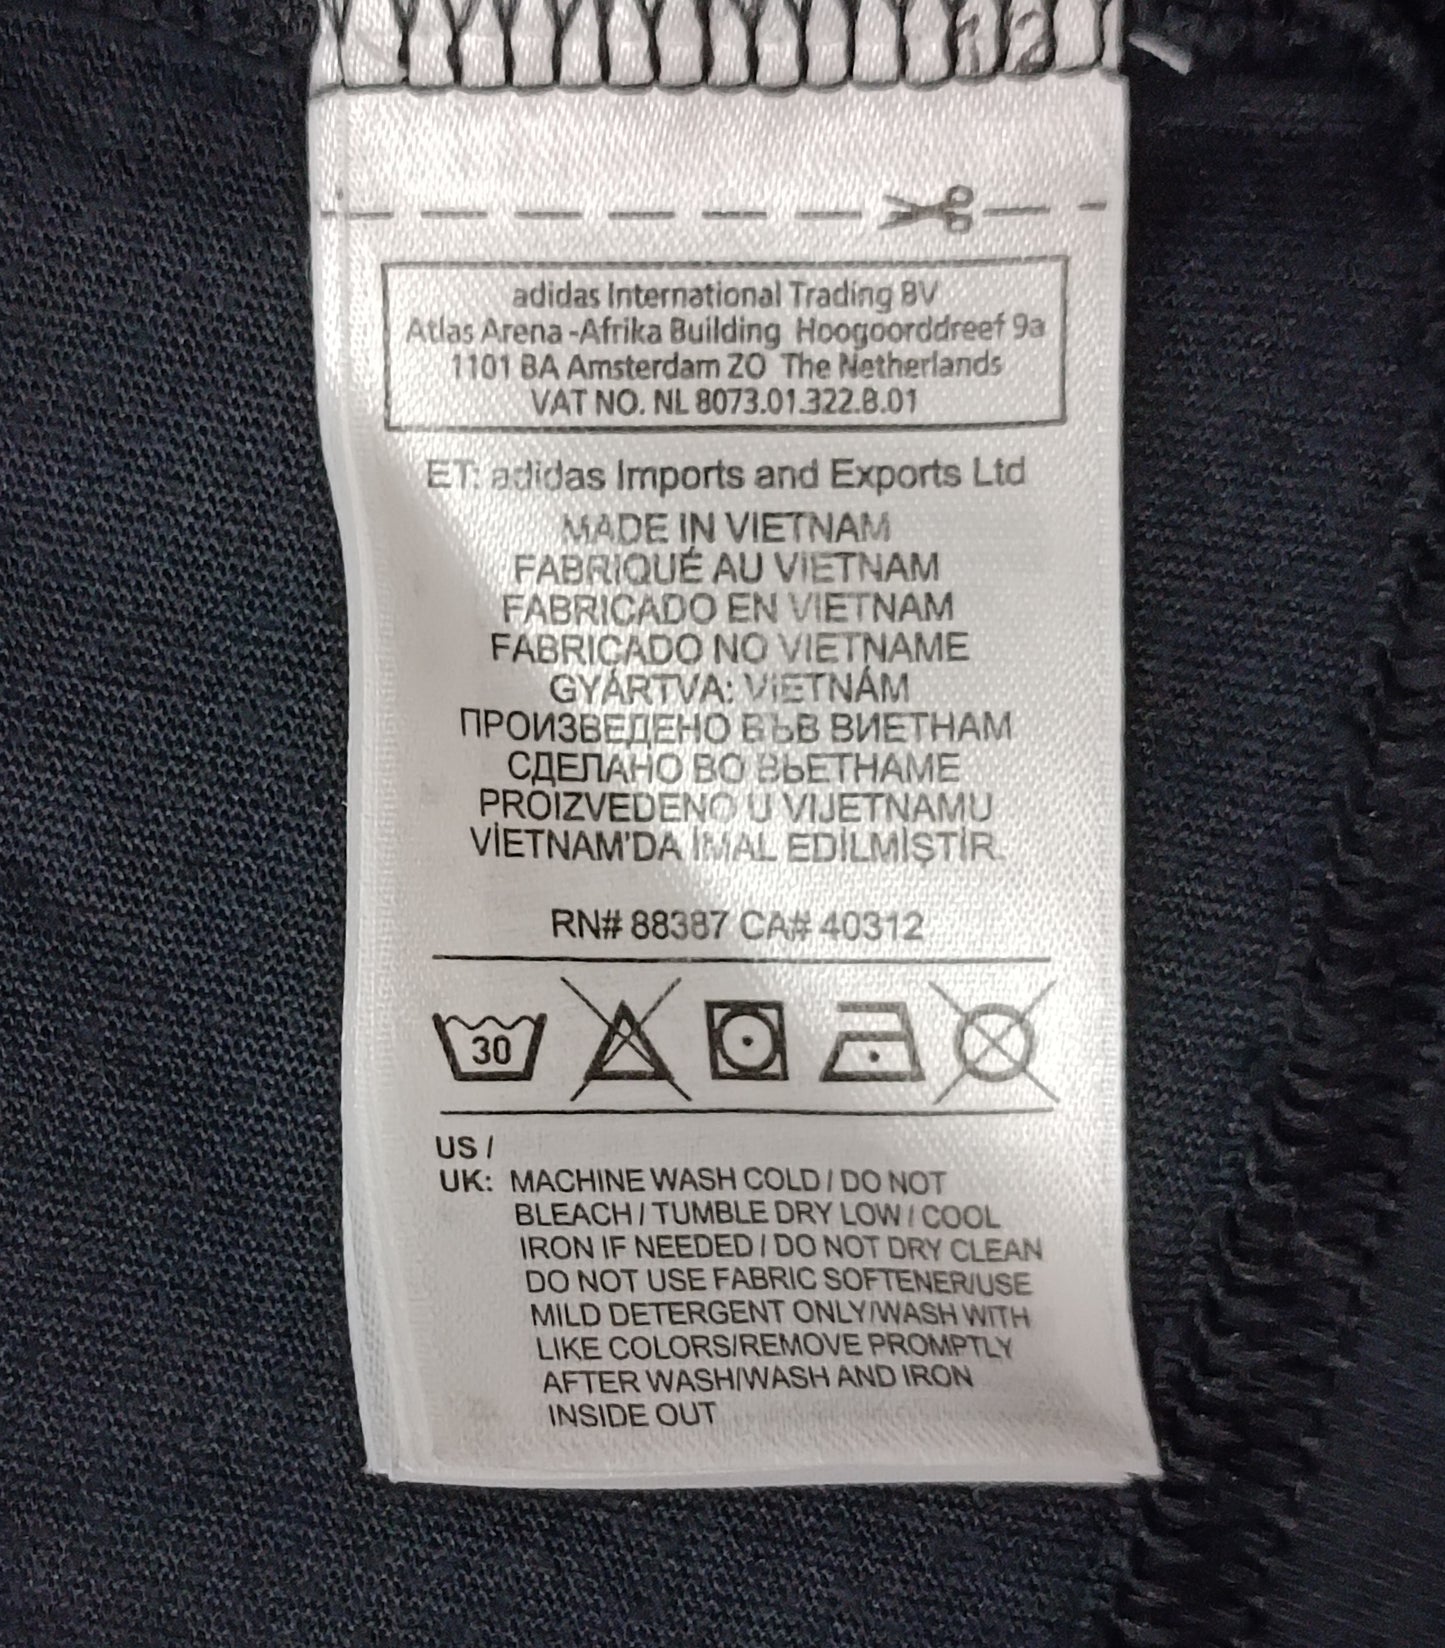 12
adidas International Trading BV
Atlas Arena -Afrika Building Hoogoorddreef 9a
1101 BA Amsterdam ZO The Netherlands
VAT NO. NL 8073.01.322.B.01
ET: adidas Imports and Exports Ltd
MADE IN VIETNAM
FABRIQUÉ AU VIETNAM
FABRICADO EN VIETNAM
FABRICADO NO VIETNAME
GYÁRTVA: VIETNÁM
ПРОИЗВЕДЕНО ВЪВ ВИЕТНАМ
СДЕЛАНО ВО ВЬЕТНАМЕ
PROIZVEDENO U VIJETNAMU
VİETNAM'DA İMAL EDİLMİŞTİR.
RN# 88387 CA# 40312
30
US /
UK: MACHINE WASH COLD / DO NOT
BLEACH / TUMBLE DRY LOW / COOL
IRON IF NEEDED / DO NOT DRY CLEAN
DO NOT USE FABRIC SOFTENER/USE
MILD DETERGENT ONLY/WASH WITH
LIKE COLORS/REMOVE PROMPTLY
AFTER WASH/WASH AND IRON
INSIDE OUT